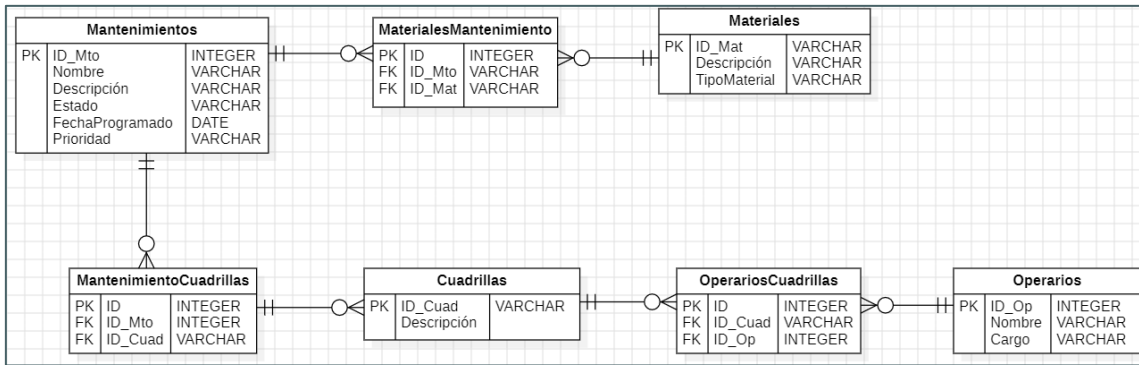 Mantenimientos
PK ID_Mto INTEGER
Nombre VARCHAR
Descripción VARCHAR
Estado VARCHAR
FechaProgramado DATE
Prioridad VARCHAR
MaterialesMantenimiento
PK ID INTEGER
FK ID_Mto VARCHAR
FK ID_Mat VARCHAR
Materiales
PK ID_Mat VARCHAR
Descripción VARCHAR
TipoMaterial VARCHAR
MantenimientoCuadrillas
PK ID INTEGER
FK ID_Mto INTEGER
FK ID_Cuad VARCHAR
Cuadrillas
PK ID_Cuad VARCHAR
Descripción
OperariosCuadrillas
PK ID INTEGER
FK ID_Cuad VARCHAR
FK ID_Op INTEGER
Operarios
PK ID_Op INTEGER
Nombre VARCHAR
Cargo VARCHAR